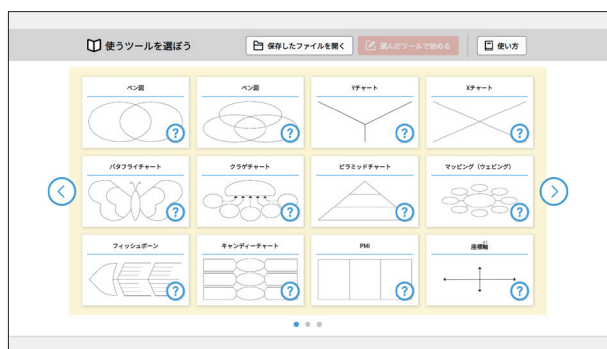 使うツールを選ぼう
保存したファイルを開く
選んだツールで始める
使い方
ベン図
ベン図
Yチャート
Xチャート
?
?
?
?
バタフライチャート
クラゲチャート
ピラミッドチャート
マッピング（ウェビング）
?
?
?
?
フィッシュボーン
キャンディーチャート
PMI
座標軸
?
?
?
?